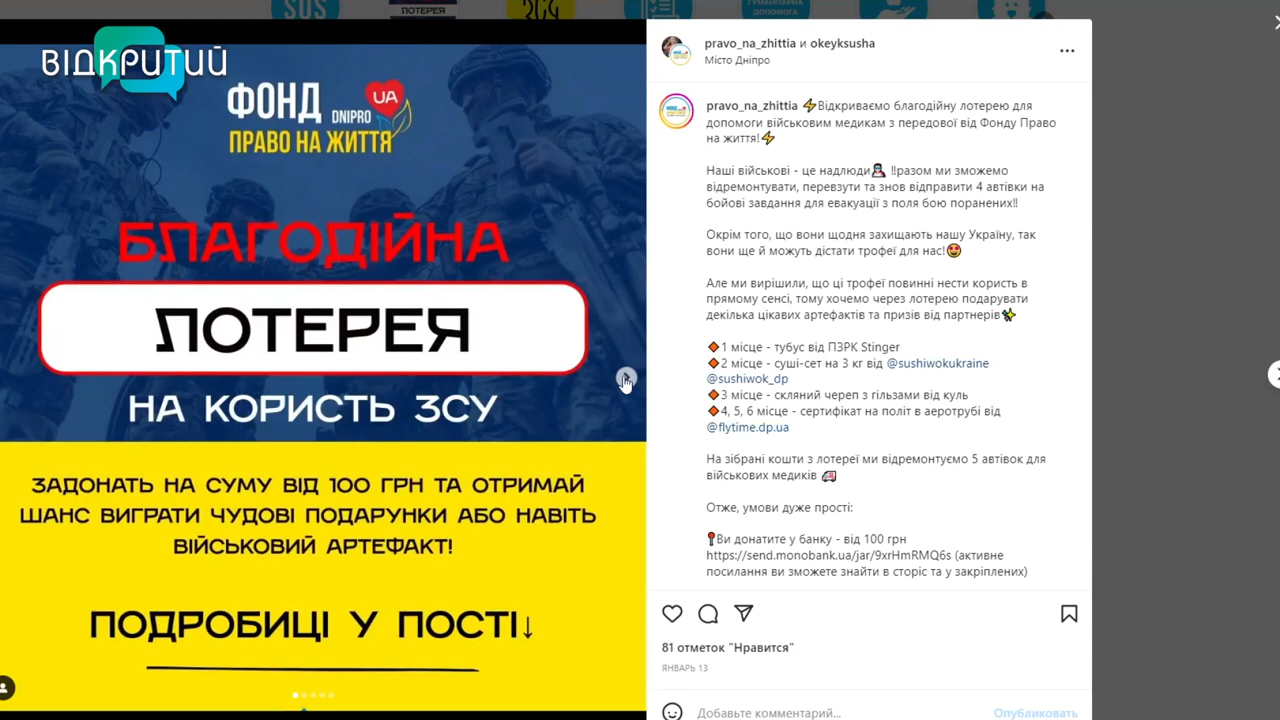 SOS
ЛОТЕРЕЯ
ЗСУ
ГУМАНІТАРНА
ДОПОМОГА
ВІДКРИТИЙ
ФОНД
DNIPRO
UA
ПРАВО НА ЖИТТЯ
БЛАГОДІЙНА
ЛОТЕРЕЯ
НА КОРИСТЬ ЗСУ
ЗАДОНАТЬ НА СУМУ ВІД 100 ГРН ТА ОТРИМАЙ
ШАНС ВИГРАТИ ЧУДОВІ ПОДАРУНКИ АБО НАВІТЬ
ВІЙСЬКОВИЙ АРТЕФАКТ!
ПОДРОБИЦІ У ПОСТІ↓
pravo_na_zhittia и okeyksusha
Місто Дніпро
pravo_na_zhittia ⚡Відкриваємо благодійну лотерею для
допомоги військовим медикам з передової від Фонду Право
на життя!⚡
Наші військові - це надлюди🦸 ‼разом ми зможемо
відремонтувати, перевзути та знов відправити 4 автівки на
бойові завдання для евакуації з поля бою поранених‼
Окрім того, що вони щодня захищають нашу Україну, так
вони ще й можуть дістати трофеї для нас!🤩
Але ми вирішили, що ці трофеї повинні нести користь в
прямому сенсі, тому хочемо через лотерею подарувати
декілька цікавих артефактів та призів від партнерів✨
🔸1 місце - тубус від ПЗРК Stinger
🔸2 місце - суші-сет на 3 кг від @sushiwokukraine
@sushiwok_dp
🔸3 місце - скляний череп з гільзами від куль
🔸4, 5, 6 місце - сертифікат на політ в аеротрубі від
@flytime.dp.ua
На зібрані кошти з лотереї ми відремонтуємо 5 автівок для
військових медиків 🚑
Отже, умови дуже прості:
📍Ви донатите у банку - від 100 грн
https://send.monobank.ua/jar/9xrHmRMQ6s (активне
посилання ви зможете знайти в сторіс та у закріплених)
81 отметок "Нравится"
ЯНВАРЬ 13
Добавьте комментарий...
Опубликовать